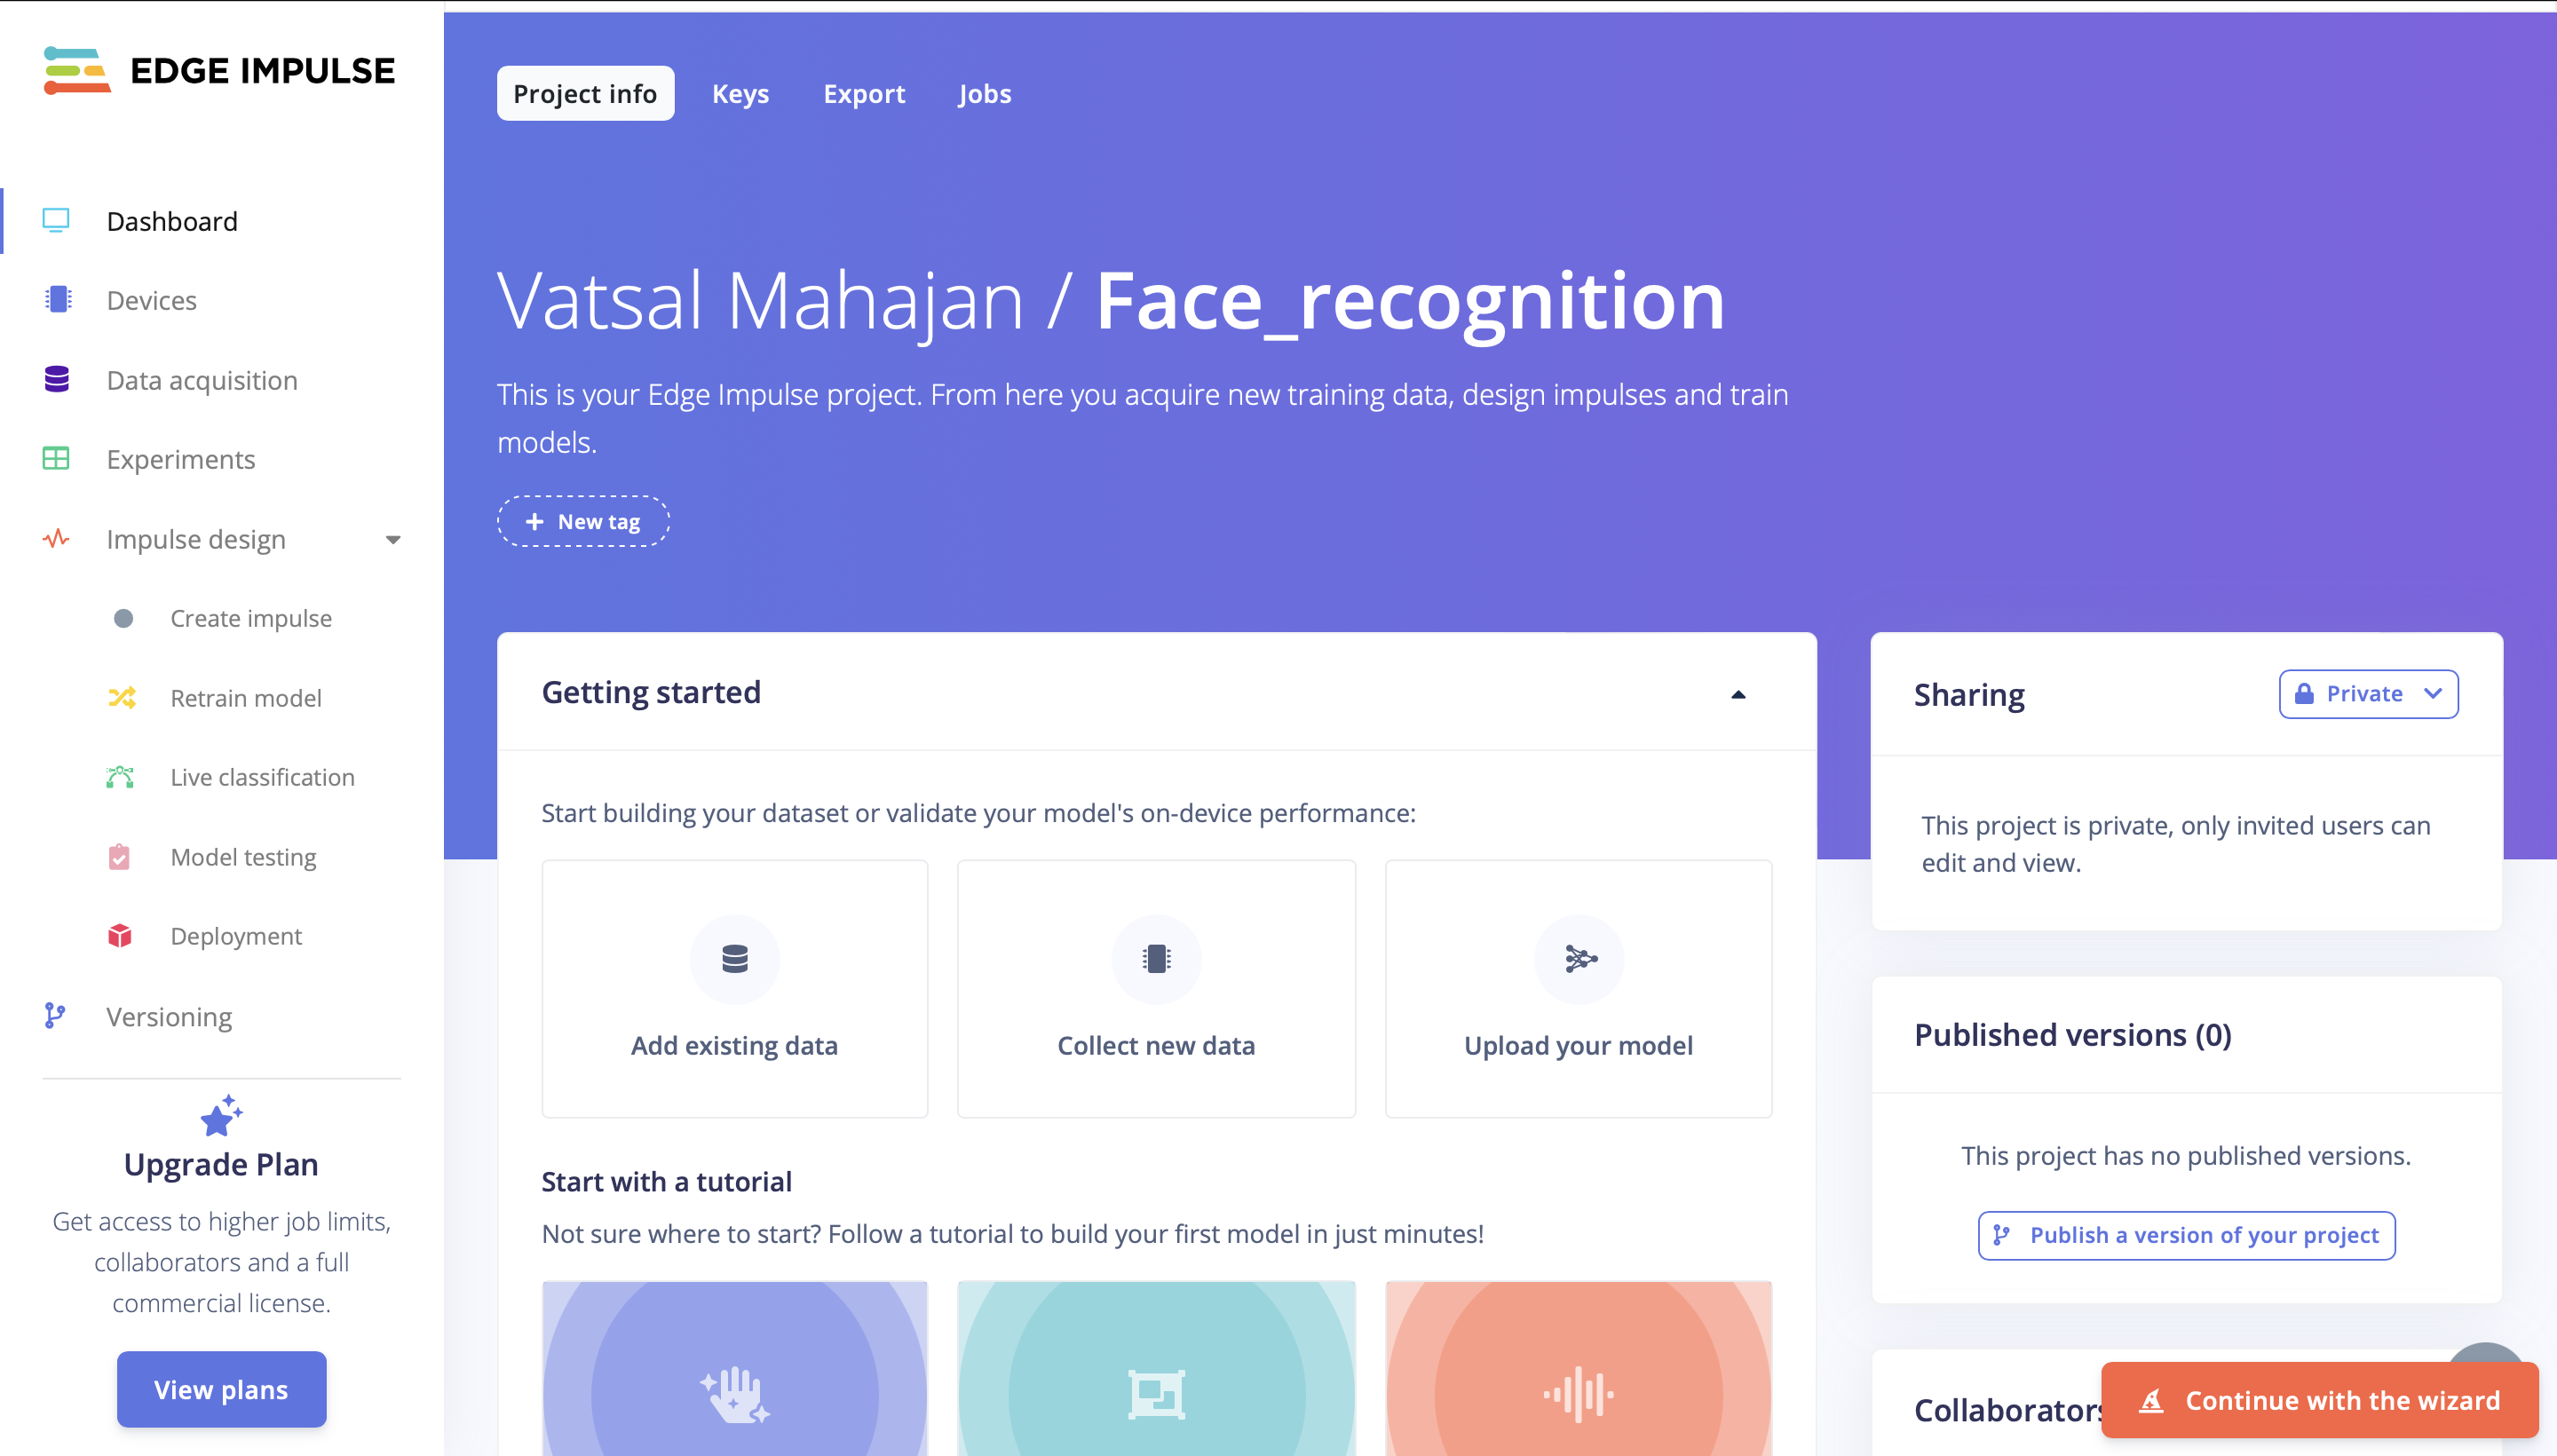 EDGE IMPULSE
Dashboard
Devices
Data acquisition
Experiments
Impulse design
Create impulse
Retrain model
Live classification
Model testing
Deployment
Versioning
Upgrade Plan
Get access to higher job limits,
collaborators and a full
commercial license.
View plans
Project info
Keys
Export
Jobs
Vatsal Mahajan / Face_recognition
This is your Edge Impulse project. From here you acquire new training data, design impulses and train
models.
+ New tag
Getting started
Start building your dataset or validate your model's on-device performance:
Add existing data
Collect new data
Upload your model
Start with a tutorial
Not sure where to start? Follow a tutorial to build your first model in just minutes!
Sharing
Private
This project is private, only invited users can
edit and view.
Published versions (0)
This project has no published versions.
Publish a version of your project
Collaborators
Continue with the wizard